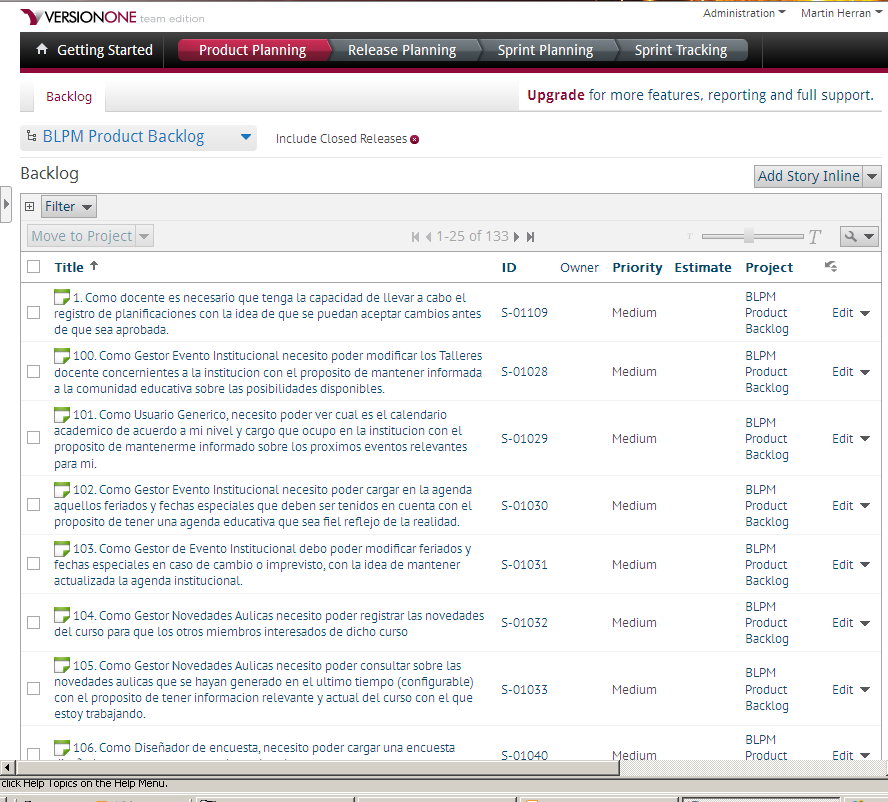 VERSIONONE team edition
Administration Martin Herran
Getting Started Product Planning Release Planning Sprint Planning Sprint Tracking
Backlog
Upgrade for more features, reporting and full support.
BLPM Product Backlog Include Closed Releases
Backlog
Add Story Inline
Filter
Move to Project 1-25 of 133 T T
Title ID Owner Priority Estimate Project
1. Como docente es necesario que tenga la capacidad de llevar a cabo el
registro de planificaciones con la idea de que se puedan aceptar cambios antes
de que sea aprobada.
S-01109 Medium
BLPM
Product
Backlog
Edit
100. Como Gestor Evento Institucional necesito poder modificar los Talleres
docente concernientes a la institucion con el proposito de mantener informada
a la comunidad educativa sobre las posibilidades disponibles.
S-01028 Medium
BLPM
Product
Backlog
Edit
101. Como Usuario Generico, necesito poder ver cual es el calendario
academico de acuerdo a mi nivel y cargo que ocupo en la institucion con el
proposito de mantenerme informado sobre los proximos eventos relevantes
para mi.
S-01029 Medium
BLPM
Product
Backlog
Edit
102. Como Gestor Evento Institucional necesito poder cargar en la agenda
aquellos feriados y fechas especiales que deben ser tenidos en cuenta con el
proposito de tener una agenda educativa que sea fiel reflejo de la realidad.
S-01030 Medium
BLPM
Product
Backlog
Edit
103. Como Gestor de Evento Institucional debo poder modificar feriados y
fechas especiales en caso de cambio o imprevisto, con la idea de mantener
actualizada la agenda institucional.
S-01031 Medium
BLPM
Product
Backlog
Edit
104. Como Gestor Novedades Aulicas necesito poder registrar las novedades
del curso para que los otros miembros interesados de dicho curso
S-01032 Medium
BLPM
Product
Backlog
Edit
105. Como Gestor Novedades Aulicas necesito poder consultar sobre las
novedades aulicas que se hayan generado en el ultimo tiempo (configurable)
con el proposito de tener informacion relevante y actual del curso con el que
estoy trabajando.
S-01033 Medium
BLPM
Product
Backlog
Edit
106. Como Diseñador de encuesta, necesito poder cargar una encuesta
S-01040 Medium
BLPM
Product
Edit
click Help Topics on the Help Menu.